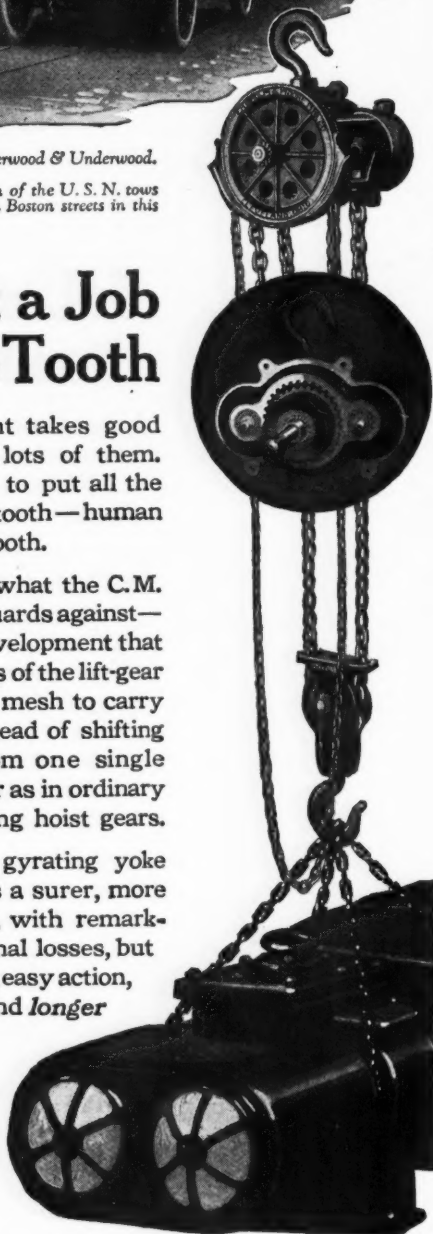 erwood & Underwood.
of the U. S. N. tows
Boston streets in this
a Job
Tooth
takes good
lots of them.
to put all the
tooth—human
ooth.
what the C. M.
uards against—
velopment that
s of the lift-gear
mesh to carry
ead of shifting
m one single
r as in ordinary
ng hoist gears.
gyrating yoke
s a surer, more
with remark-
nal losses, but
easy action,
nd longer